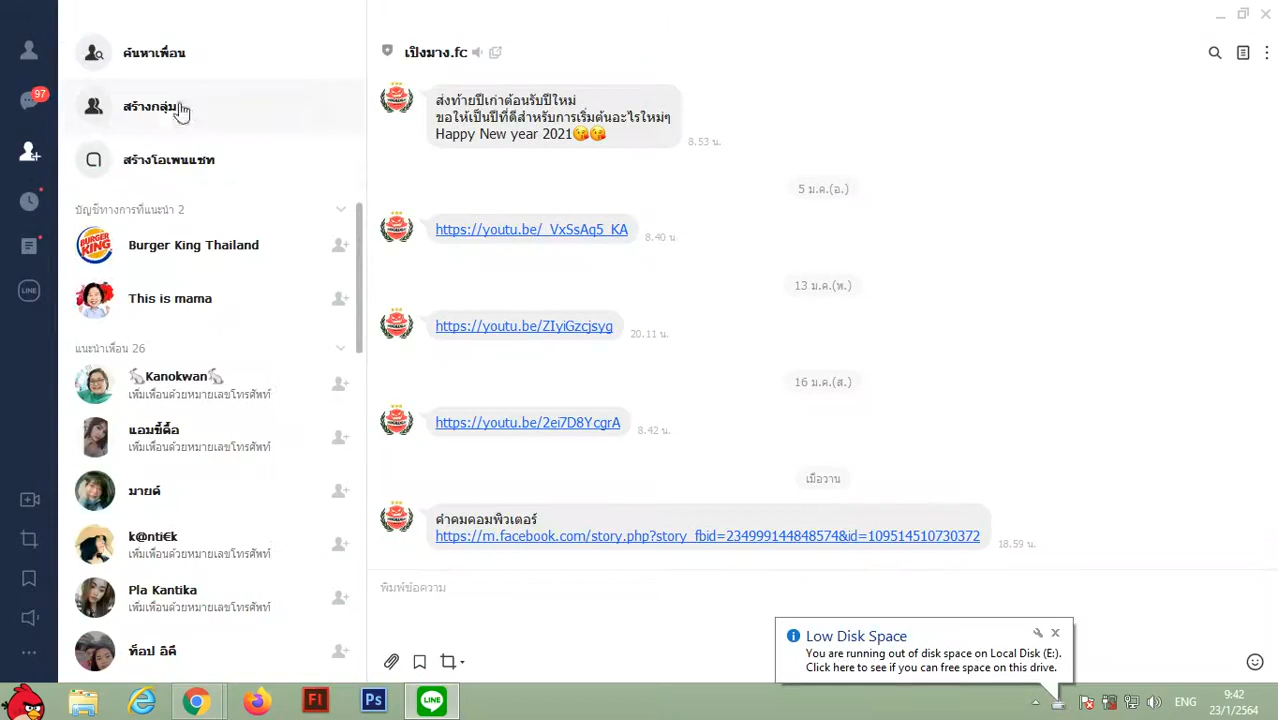 ค้นหาเพื่อน
สร้างกลุ่ม
สร้างโอเพนแชท
97
บัญชีทางการที่แนะนำ 2
BURGER KING
Burger King Thailand
This is mama
แนะนำเพื่อน 26
🐇Kanokwan🐇
เพิ่มเพื่อนด้วยหมายเลขโทรศัพท์
แอมขี้ดื้อ
เพิ่มเพื่อนด้วยหมายเลขโทรศัพท์
มายด์
k@nti€k
เพิ่มเพื่อนด้วยหมายเลขโทรศัพท์
Pla Kantika
เพิ่มเพื่อนด้วยหมายเลขโทรศัพท์
ท็อป อิคึ
LINE
เปิงมาง.fc
ส่งท้ายปีเก่าต้อนรับปีใหม่
ขอให้เป็นปีที่ดีสำหรับการเริ่มต้นอะไรใหม่ๆ
Happy New year 2021😘😘
8.53 น.
5 ม.ค.(อ.)
https://youtu.be/_VxSsAq5_KA
8.40 น.
13 ม.ค.(พ.)
https://youtu.be/ZIyiGzcjsyg
20.11 น.
16 ม.ค.(ส.)
https://youtu.be/2ei7D8YcgrA
8.42 น.
เมื่อวาน
คำคมคอมพิวเตอร์
https://m.facebook.com/story.php?story_fbid=234999144848574&id=109514510730372
18.59 น.
พิมพ์ข้อความ
Low Disk Space
You are running out of disk space on Local Disk (E:).
Click here to see if you can free space on this drive.
Fl
Ps
LINE
ENG
9:42
23/1/2564